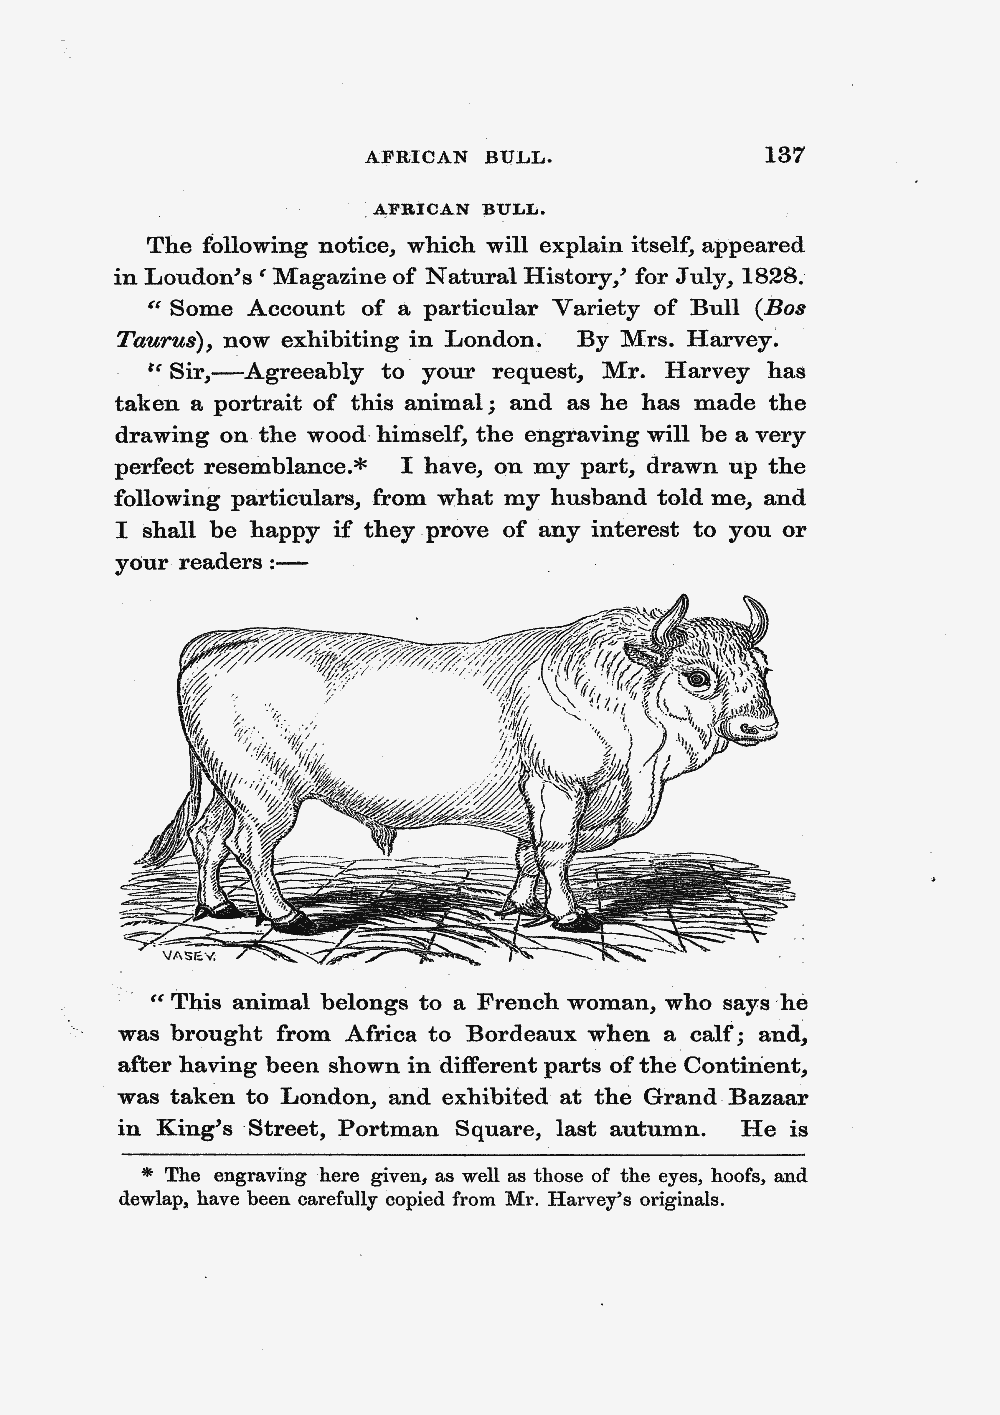 AFRICAN BULL. 137
AFRICAN BULL.
The following notice, which will explain itself, appeared
in Loudon’s ‘ Magazine of Natural History,’ for July, 1828.
“ Some Account of a particular Variety of Bull (Bos
Taurus), now exhibiting in London. By Mrs. Harvey.
“ Sir,—Agreeably to your request, Mr. Harvey has
taken a portrait of this animal; and as he has made the
drawing on the wood himself, the engraving will be a very
perfect resemblance.* I have, on my part, drawn up the
following particulars, from what my husband told me, and
I shall be happy if they prove of any interest to you or
your readers :—
VASEY.
“ This animal belongs to a French woman, who says he
was brought from Africa to Bordeaux when a calf; and,
after having been shown in different parts of the Continent,
was taken to London, and exhibited at the Grand Bazaar
in King’s Street, Portman Square, last autumn. He is
* The engraving here given, as well as those of the eyes, hoofs, and
dewlap, have been carefully copied from Mr. Harvey’s originals.